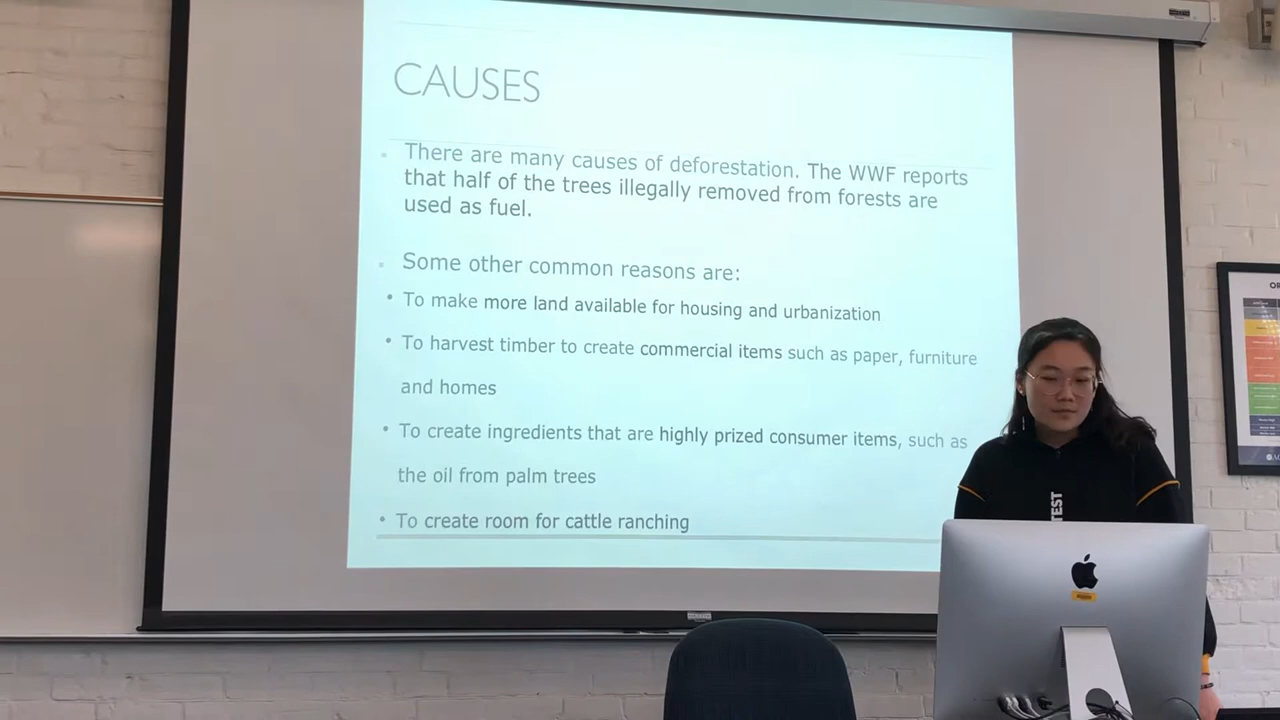 CAUSES
There are many causes of deforestation. The WWF reports
that half of the trees illegally removed from forests are
used as fuel.
Some other common reasons are:
• To make more land available for housing and urbanization
• To harvest timber to create commercial items such as paper, furniture
and homes
• To create ingredients that are highly prized consumer items, such as
the oil from palm trees
• To create room for cattle ranching
TEST